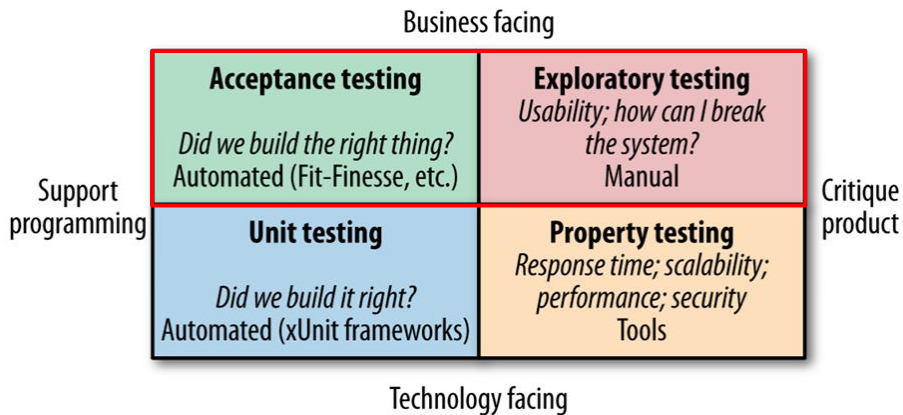 Business facing
Acceptance testing
Did we build the right thing?
Automated (Fit-Finesse, etc.)
Exploratory testing
Usability; how can I break
the system?
Manual
Support
programming
Critique
product
Unit testing
Did we build it right?
Automated (xUnit frameworks)
Property testing
Response time; scalability;
performance; security
Tools
Technology facing